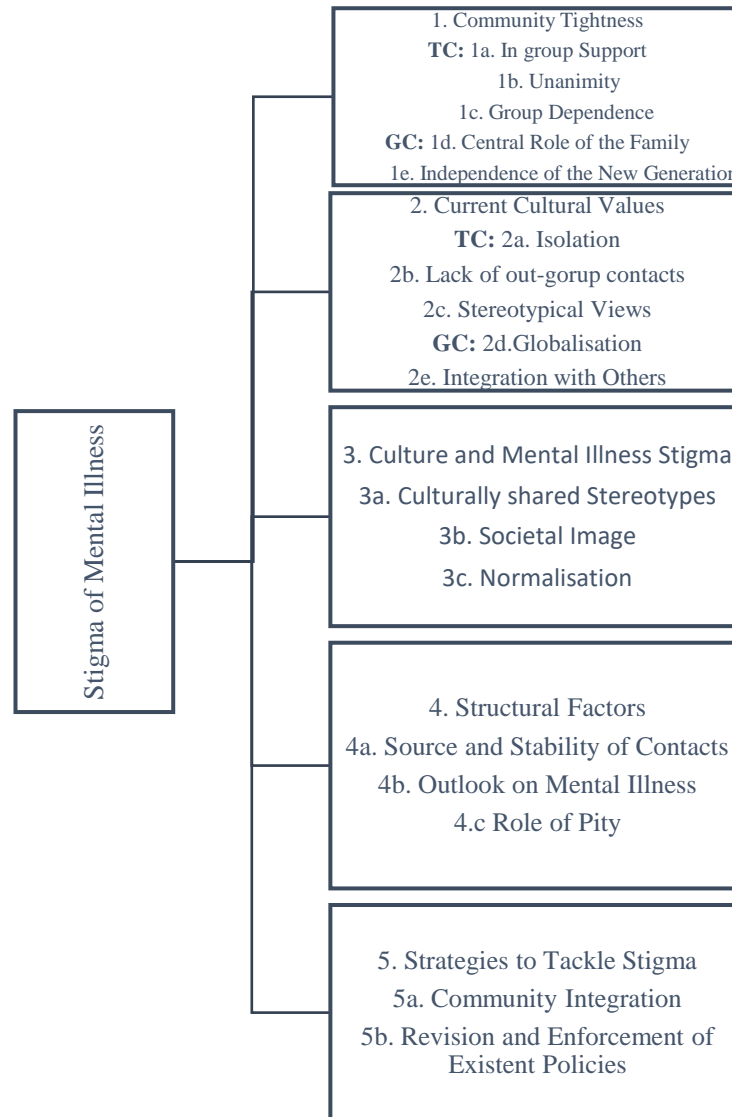 Stigma of Mental Illness
1. Community Tightness
TC: 1a. In group Support
1b. Unanimity
1c. Group Dependence
GC: 1d. Central Role of the Family
1e. Independence of the New Generation
2. Current Cultural Values
TC: 2a. Isolation
2b. Lack of out-gorup contacts
2c. Stereotypical Views
GC: 2d.Globalisation
2e. Integration with Others
3. Culture and Mental Illness Stigma
3a. Culturally shared Stereotypes
3b. Societal Image
3c. Normalisation
4. Structural Factors
4a. Source and Stability of Contacts
4b. Outlook on Mental Illness
4.c Role of Pity
5. Strategies to Tackle Stigma
5a. Community Integration
5b. Revision and Enforcement of
Existent Policies